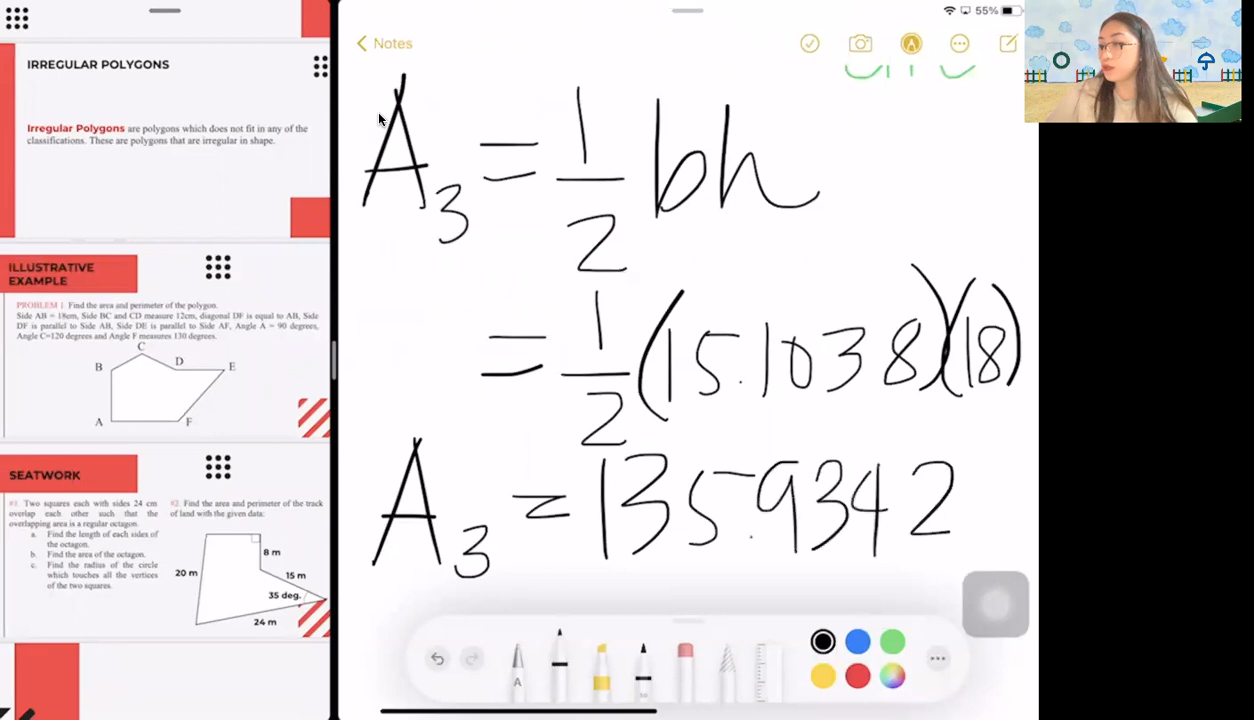 IRREGULAR POLYGONS
Irregular Polygons are polygons which does not fit in any of the
classifications. These are polygons that are irregular in shape.
ILLUSTRATIVE
EXAMPLE
PROBLEM 1 Find the area and perimeter of the polygon.
Side AB = 18cm, Side BC and CD measure 12cm, diagonal DF is equal to AB, Side
DF is parallel to Side AB, Side DE is parallel to Side AF, Angle A = 90 degrees,
Angle C=120 degrees and Angle F measures 130 degrees.
C
B
D
E
A
F
SEATWORK
#1 Two squares each with sides 24 cm
overlap each other such that the
overlapping area is a regular octagon.
a. Find the length of each sides of
the octagon.
b. Find the area of the octagon.
c. Find the radius of the circle
which touches all the vertices
of the two squares.
#2 Find the area and perimeter of the track
of land with the given data:
8 m
20 m
15 m
35 deg.
24 m
55%
Notes
A3 = 1/2 bh
= 1/2 (15.1038)(18)
A3 = 135.9342
A
50